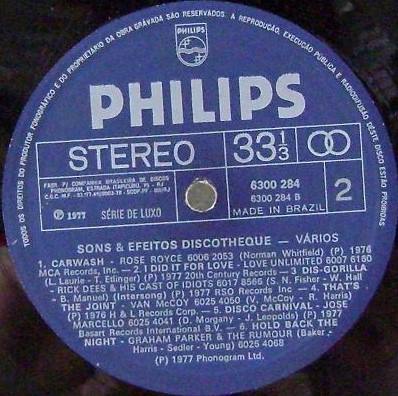 TODOS OS DIREITOS DO PRODUTOR FONOGRÁFICO E DO PROPRIETÁRIO DA OBRA GRAVADA SÃO RESERVADOS. A REPRODUÇÃO, EXECUÇÃO PÚBLICA E RADIODIFUSÃO DESTE DISCO ESTÃO PROIBIDAS
PHILIPS
PHILIPS
STEREO
33 1/3
FABR. P/ COMPANHIA BRASILEIRA DE DISCOS
PHONOGRAM, ESTRADA ITAPICURU,
C.G.C. M.F.
6300 284
6300 284 B
MADE IN BRAZIL
2
Ⓟ 1977 SÉRIE DE LUXO
SONS & EFEITOS DISCOTHEQUE — VÁRIOS
1. CARWASH - ROSE ROYCE 6006 2053 (Norman Whitfield) (P) 1976
MCA Records, Inc. - 2. I DID IT FOR LOVE - LOVE UNLIMITED 6007 6160
(L. Laurie - T. Etlinger) (P) 1977 20th Century Records - 3 DIS-GORILLA
- RICK DEES & HIS CAST OF IDIOTS 6017 8566 (S. N. Fisher - W. Hall
- B. Manuel) (Intersong) (P) 1977 RSO Records Inc - 4. THAT'S
THE JOINT - VAN McCOY 6025 4050 (V. McCoy - R. Harris)
(P) 1976 H & L Records Corp. - 5. DISCO CARNIVAL - JOSE
MARCELLO 6025 4041 (D. Morgany - J. Leopolds) (P) 1977
Basart Records International B.V. - 6. HOLD BACK THE
NIGHT - GRAHAM PARKER & THE RUMOUR (Baker -
Harris - Sedler - Young) 6025 4068
(P) 1977 Phonogram Ltd.